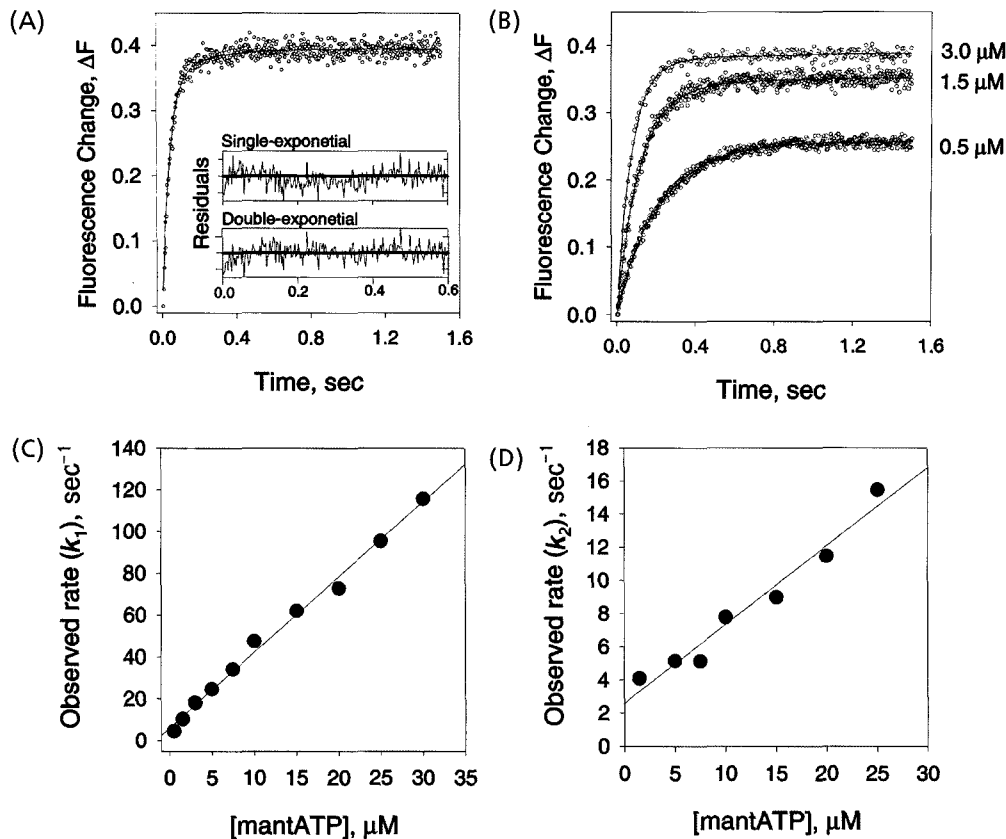 (A)
Fluorescence Change, ΔF
0.4
0.3
0.2
0.1
0.0
Single-exponetial
Double-exponetial
Residuals
0.0 0.2 0.4 0.6
0.0 0.4 0.8 1.2 1.6
Time, sec
(B)
Fluorescence Change, ΔF
0.4
0.3
0.2
0.1
0.0
3.0 μM
1.5 μM
0.5 μM
0.0 0.4 0.8 1.2 1.6
Time, sec
(C)
Observed rate (k1), sec−1
140
120
100
80
60
40
20
0
0 5 10 15 20 25 30 35
[mantATP], μM
(D)
Observed rate (k2), sec−1
18
16
14
12
10
8
6
4
2
0
0 5 10 15 20 25 30
[mantATP], μM